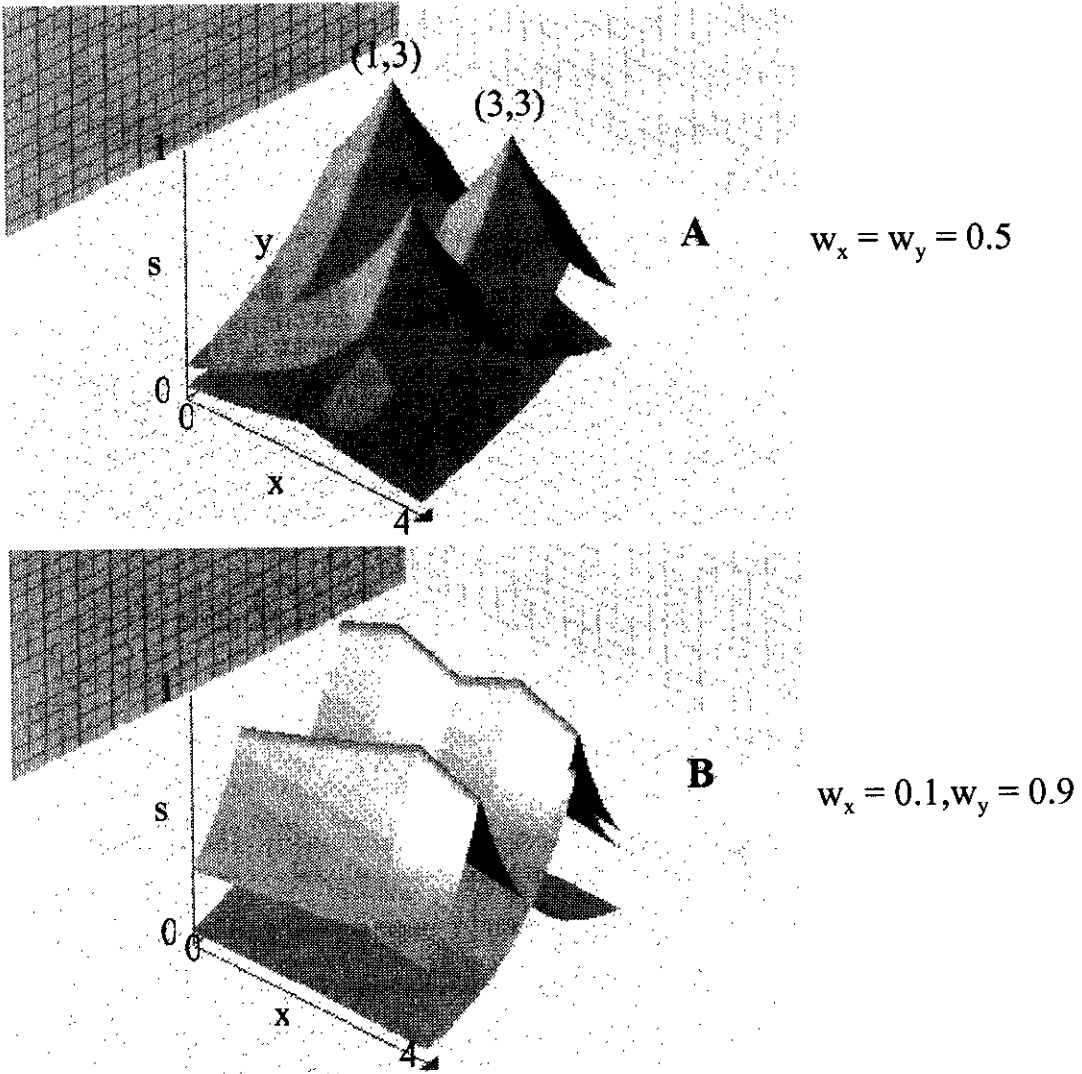 (1,3)
(3,3)
1
y
A
w_x = w_y = 0.5
s
0
0
x
4
1
B
w_x = 0.1,w_y = 0.9
s
0
0
x
4